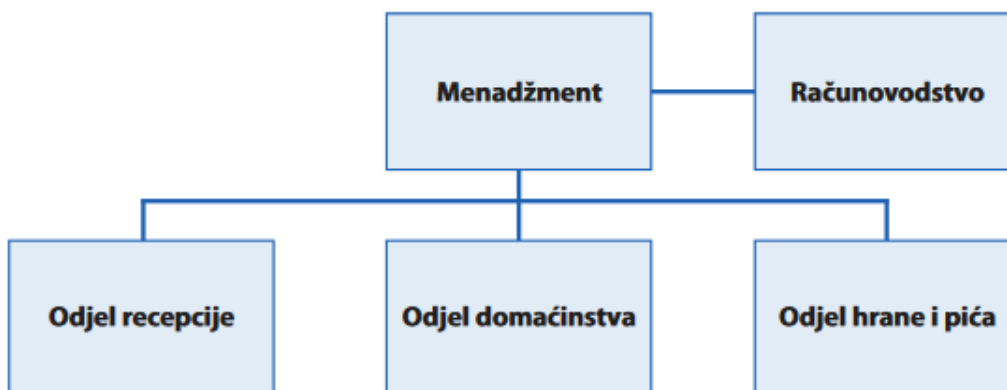 Menadžment
Računovodstvo
Odjel recepcije
Odjel domaćinstva
Odjel hrane i pića